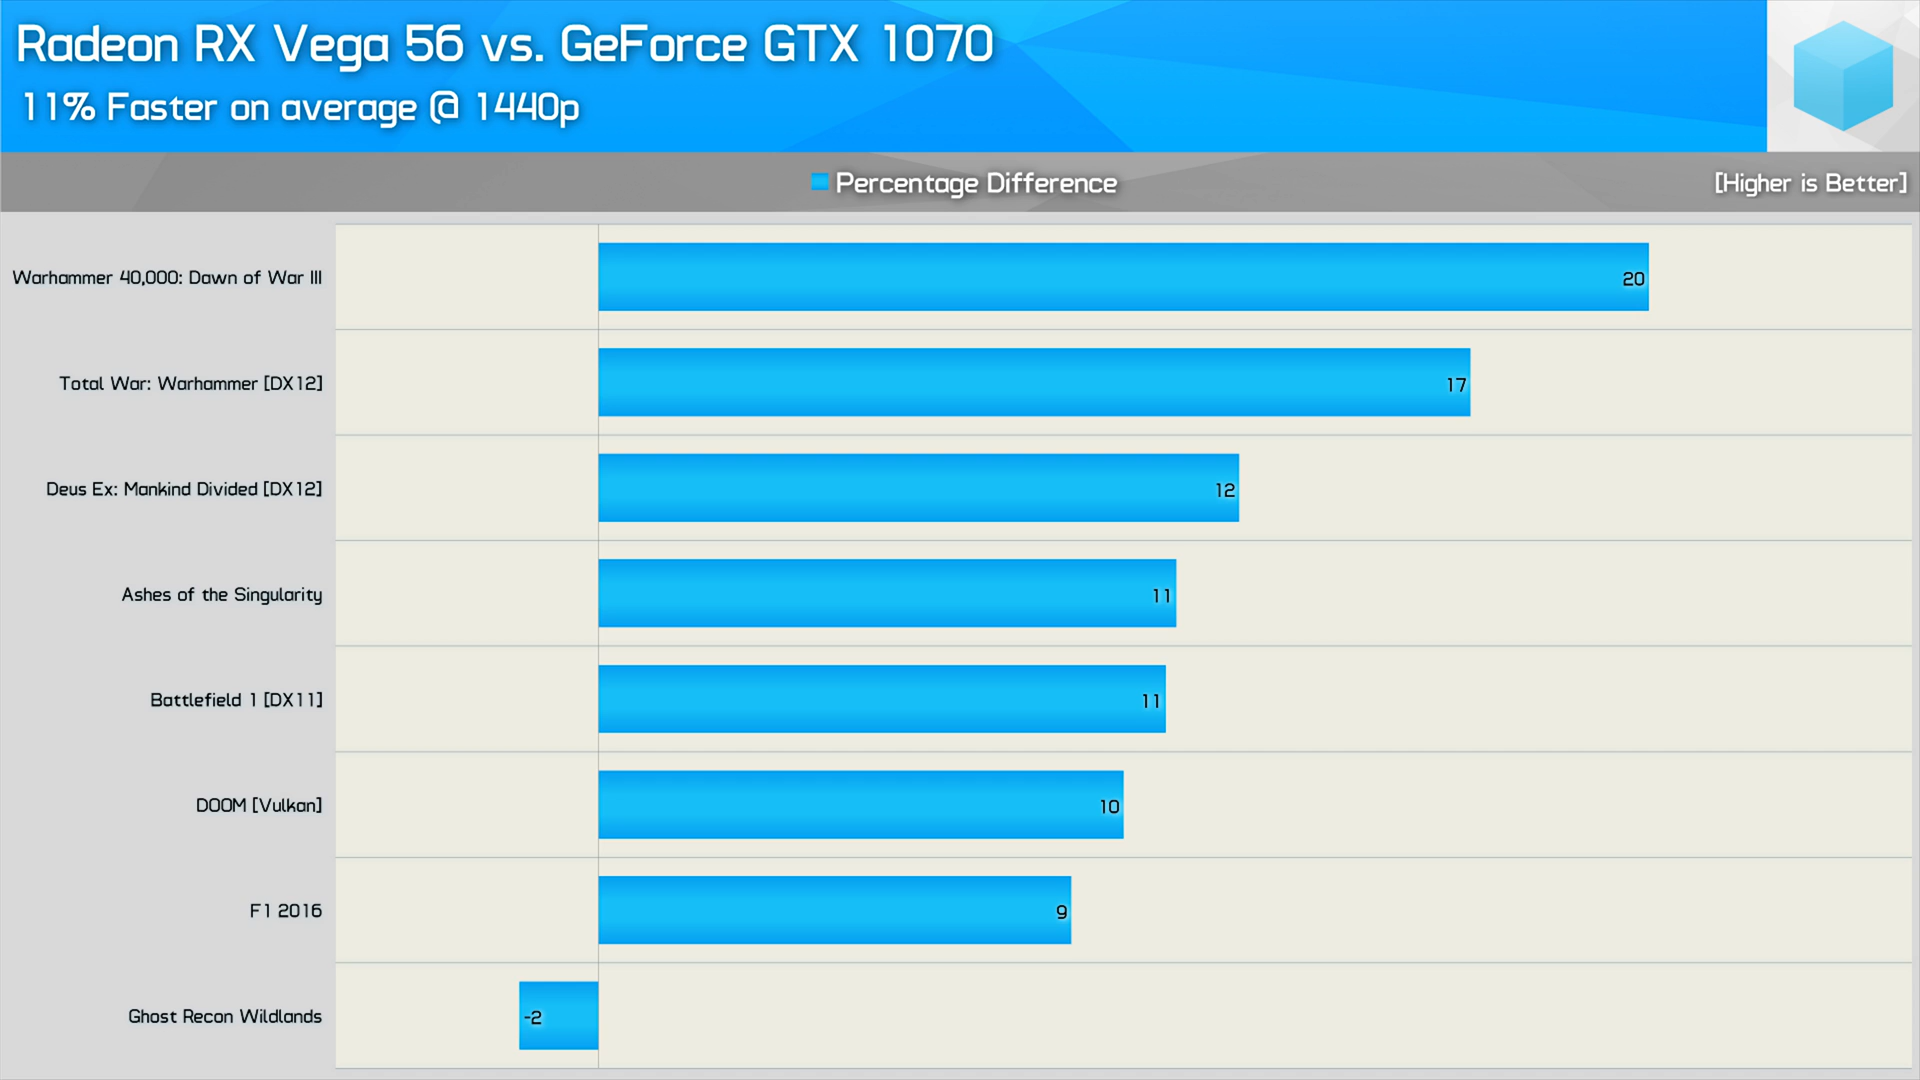 Radeon RX Vega 56 vs. GeForce GTX 1070
11% Faster on average @ 1440p
Percentage Difference
[Higher is Better]
Warhammer 40,000: Dawn of War III
20
Total War: Warhammer [DX12]
17
Deus Ex: Mankind Divided [DX12]
12
Ashes of the Singularity
11
Battlefield 1 [DX11]
11
DOOM [Vulkan]
10
F1 2016
9
Ghost Recon Wildlands
-2